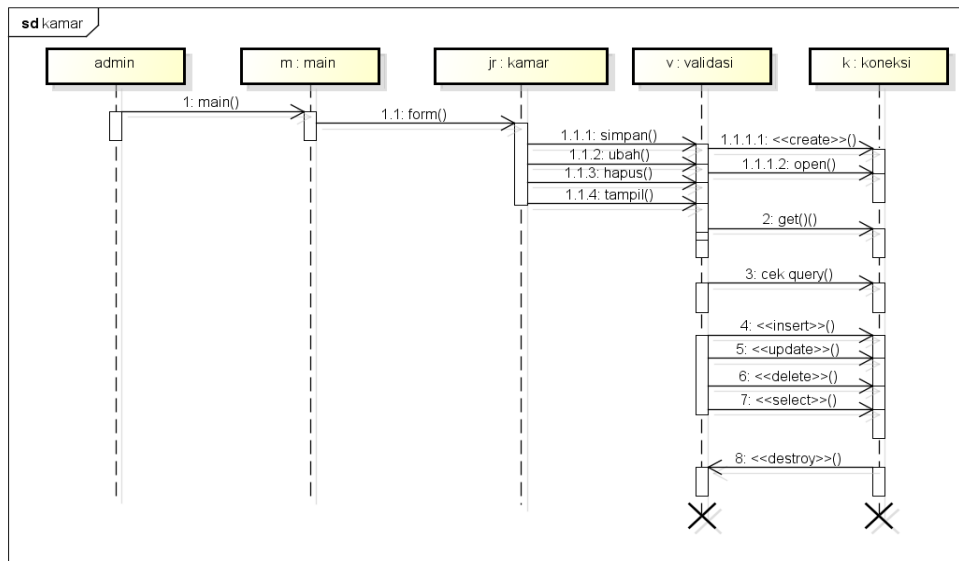 sd kamar
admin
m : main
jr : kamar
v : validasi
k : koneksi
1: main()
1.1: form()
1.1.1: simpan()
1.1.1.1: <<create>>()
1.1.2: ubah()
1.1.1.2: open()
1.1.3: hapus()
1.1.4: tampil()
2: get()()
3: cek query()
4: <<insert>>()
5: <<update>>()
6: <<delete>>()
7: <<select>>()
8: <<destroy>>()